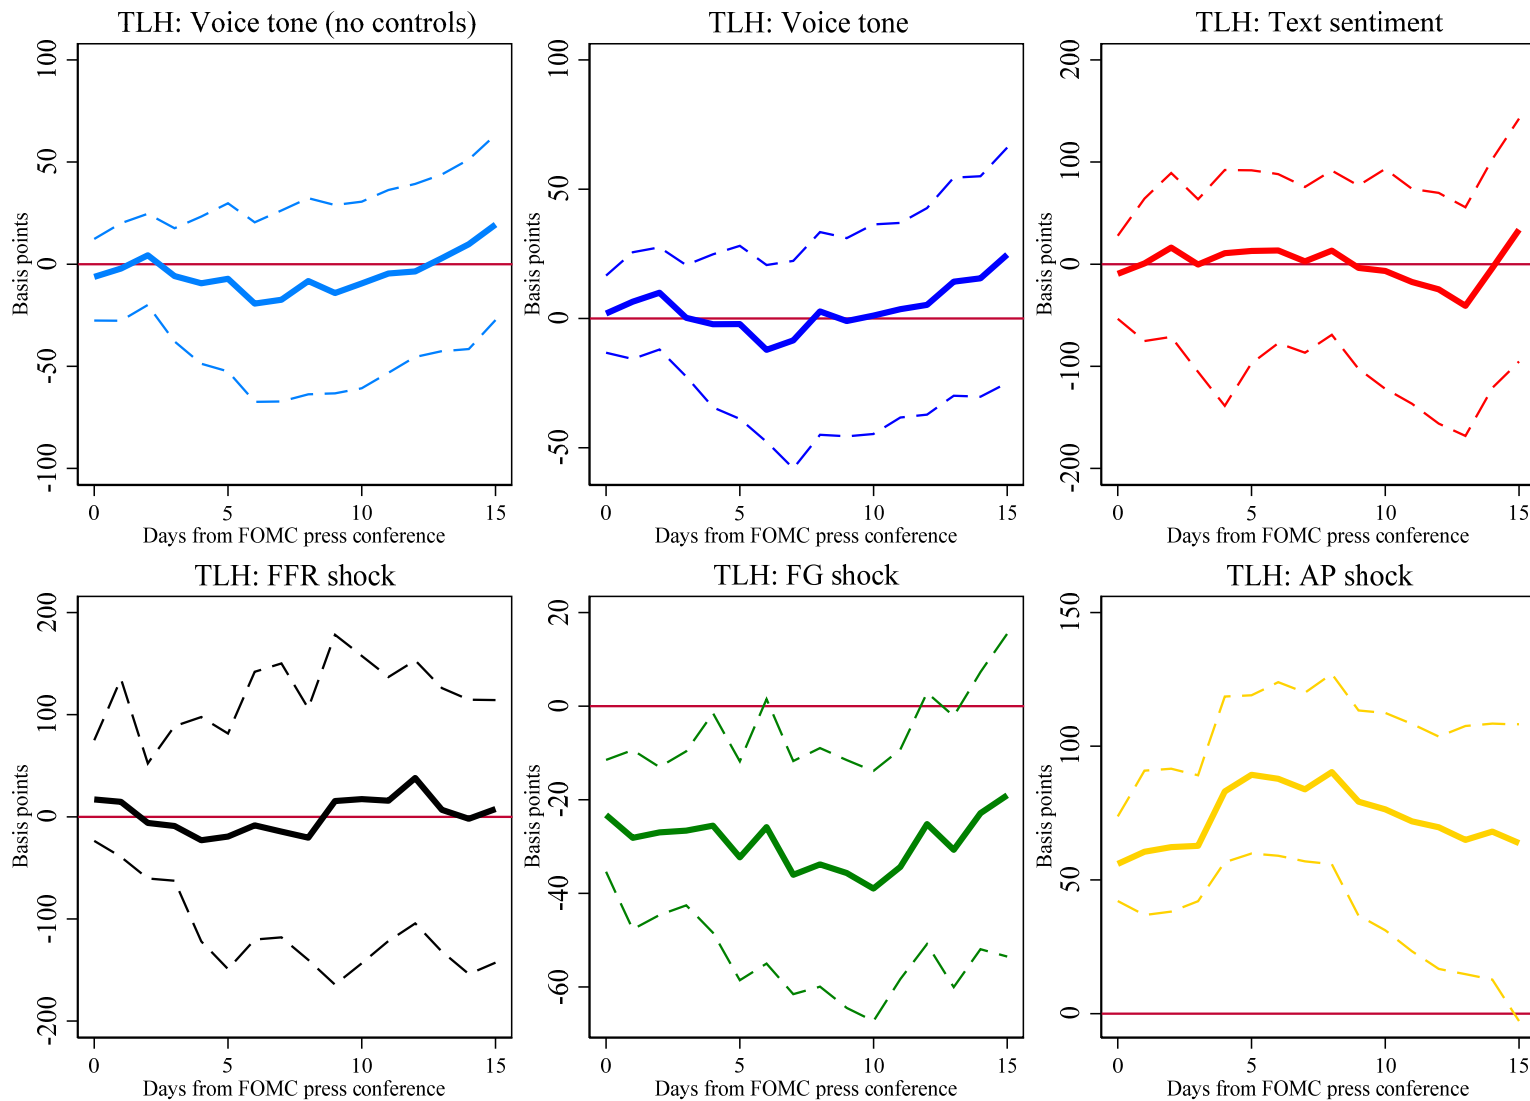 TLH: Voice tone (no controls)
Basis points
100
50
0
-50
-100
0 5 10 15
Days from FOMC press conference
TLH: Voice tone
Basis points
100
50
0
-50
0 5 10 15
Days from FOMC press conference
TLH: Text sentiment
Basis points
200
100
0
-100
-200
0 5 10 15
Days from FOMC press conference
TLH: FFR shock
Basis points
200
100
0
-100
-200
0 5 10 15
Days from FOMC press conference
TLH: FG shock
Basis points
20
0
-20
-40
-60
0 5 10 15
Days from FOMC press conference
TLH: AP shock
Basis points
150
100
50
0
0 5 10 15
Days from FOMC press conference